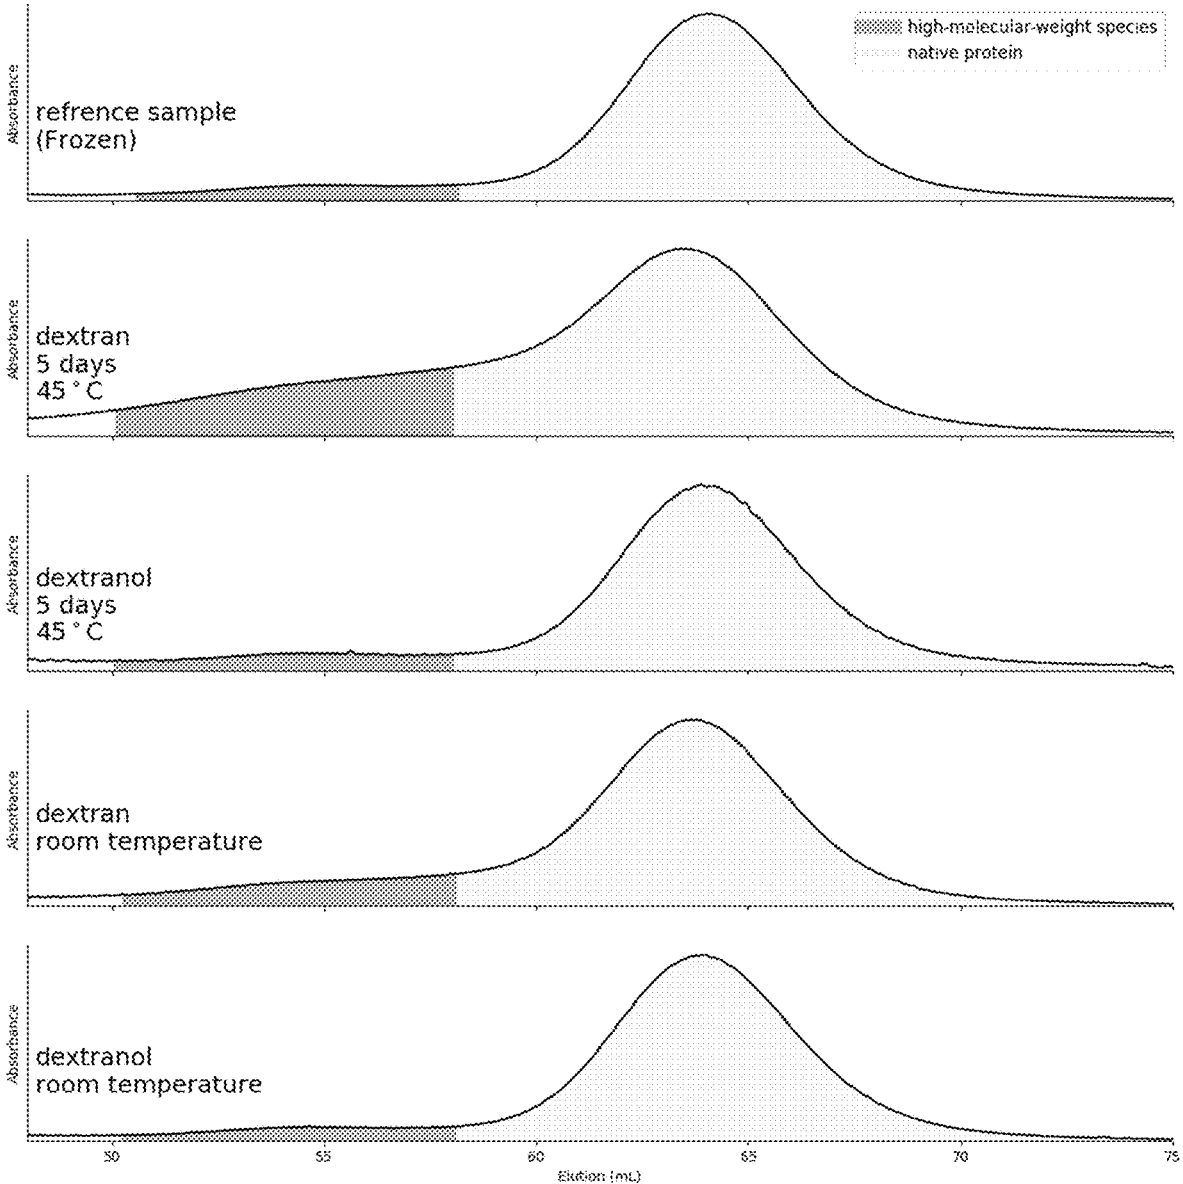 high-molecular-weight species
native protein
Absorbance
refrence sample
(Frozen)
Absorbance
dextran
5 days
45°C
Absorbance
dextranol
5 days
45°C
Absorbance
dextran
room temperature
Absorbance
dextranol
room temperature
50 55 60 65 70 75
Elution (mL)